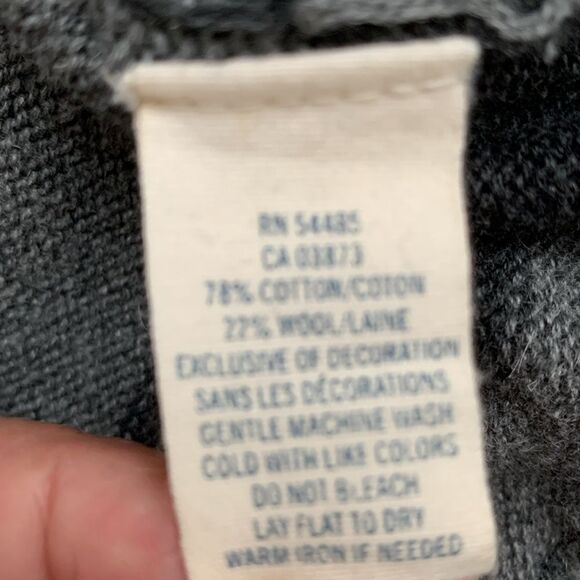 RN 54485
CA 03873
78% COTTON/COTON
22% WOOL/LAINE
EXCLUSIVE OF DECORATION
SANS LES DÉCORATIONS
GENTLE MACHINE WASH
COLD WITH LIKE COLORS
DO NOT BLEACH
LAY FLAT TO DRY
WARM IRON IF NEEDED